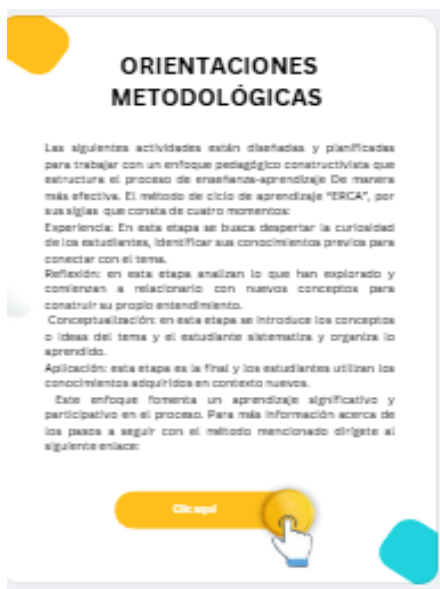 ORIENTACIONES
METODOLÓGICAS
Las siguientes actividades están diseñadas y planificadas
para trabajar con un enfoque pedagógico constructivista que
estructura el proceso de enseñanza-aprendizaje De manera
más efectiva. El método de ciclo de aprendizaje "ERCA", por
sus siglas que consta de cuatro momentos:
Experiencia: En esta etapa se busca despertar la curiosidad
de los estudiantes, identificar sus conocimientos previos para
conectar con el tema.
Reflexión: en esta etapa analizan lo que han explorado y
comienzan a relacionarlo con nuevos conceptos para
construir su propio entendimiento.
Conceptualización: en esta etapa se introduce los conceptos
o ideas del tema y el estudiante sistematiza y organiza lo
aprendido.
Aplicación: esta etapa es la final y los estudiantes utilizan los
conocimientos adquiridos en contexto nuevos.
Este enfoque fomenta un aprendizaje significativo y
participativo en el proceso. Para más información acerca de
los pasos a seguir con el método mencionado dirígete al
siguiente enlace:
Clic aquí